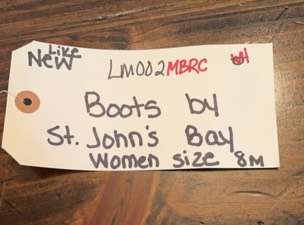 Like
New
LM002MBRC
Boots by
St. John's Bay
Women size 8M